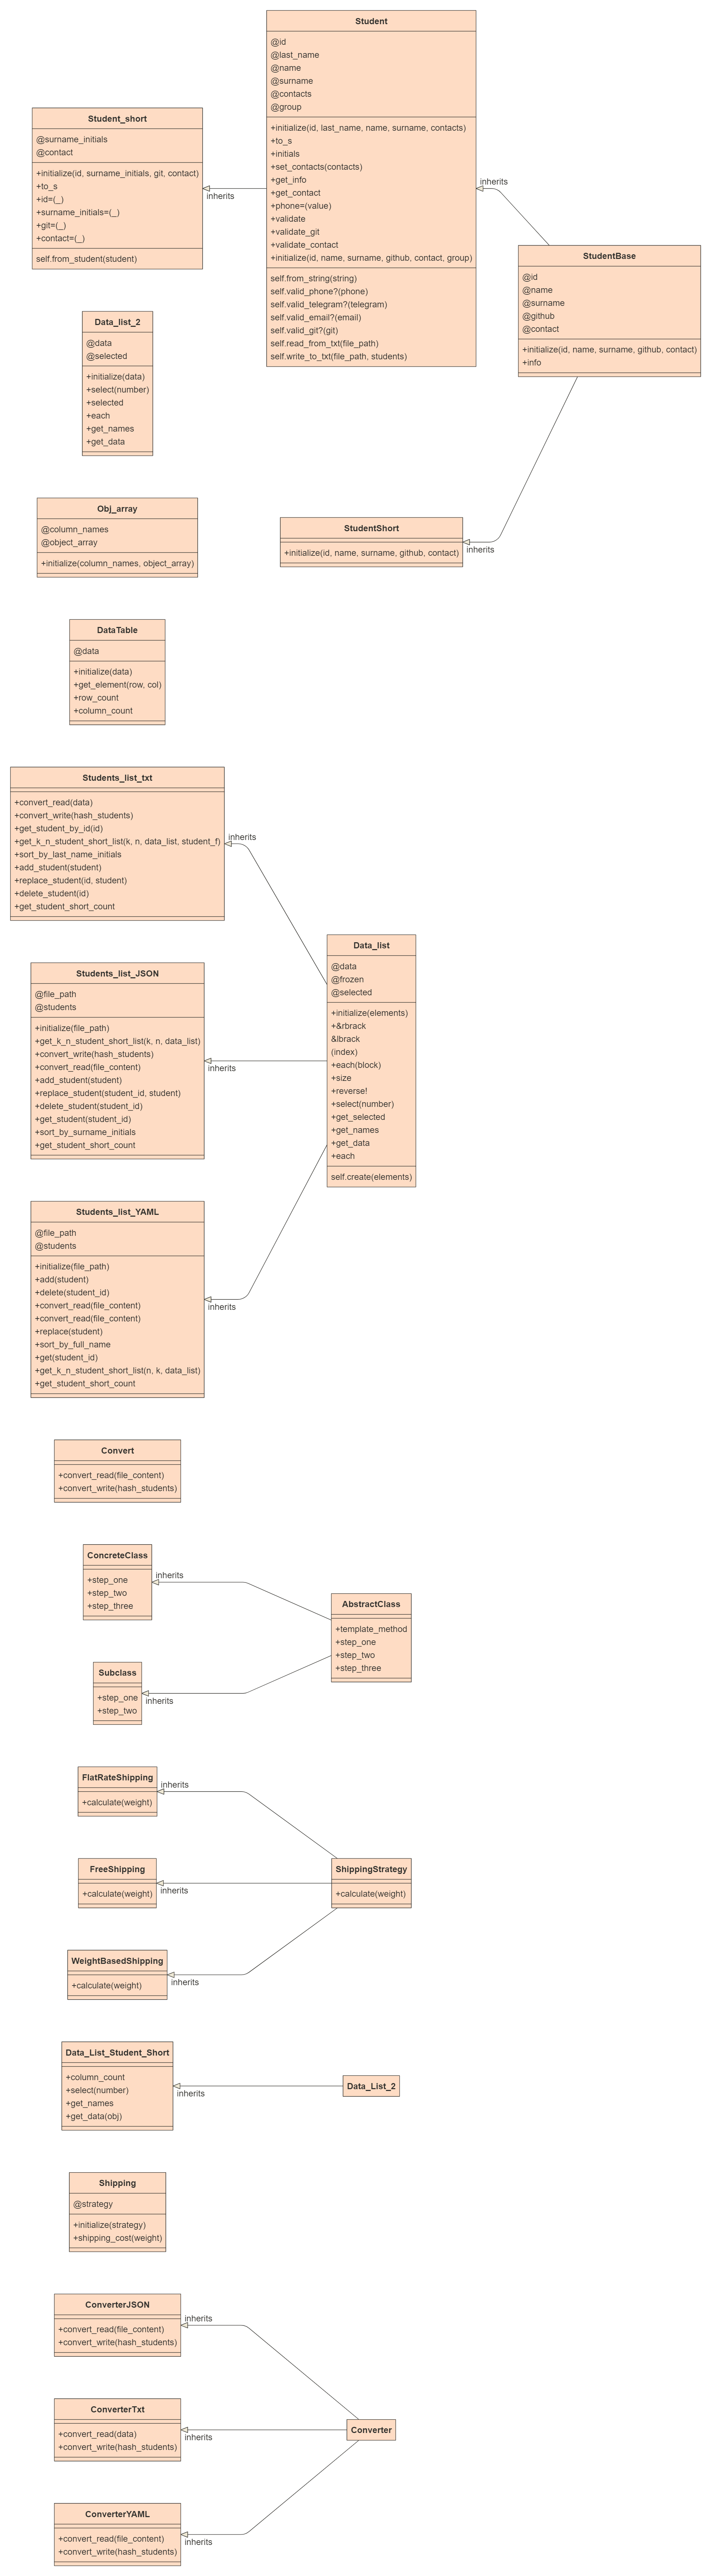 Student
@id
@last_name
@name
@surname
@contacts
@group
+initialize(id, last_name, name, surname, contacts)
+to_s
+initials
+set_contacts(contacts)
+get_info
+get_contact
+phone=(value)
+validate
+validate_git
+validate_contact
+initialize(id, name, surname, github, contact, group)
self.from_string(string)
self.valid_phone?(phone)
self.valid_telegram?(telegram)
self.valid_email?(email)
self.valid_git?(git)
self.read_from_txt(file_path)
self.write_to_txt(file_path, students)
Student_short
@surname_initials
@contact
+initialize(id, surname_initials, git, contact)
+to_s
+id=(_)
+surname_initials=(_)
+git=(_)
+contact=(_)
self.from_student(student)
inherits
inherits
StudentBase
@id
@name
@surname
@github
@contact
+initialize(id, name, surname, github, contact)
+info
Data_list_2
@data
@selected
+initialize(data)
+select(number)
+selected
+each
+get_names
+get_data
Obj_array
@column_names
@object_array
+initialize(column_names, object_array)
StudentShort
+initialize(id, name, surname, github, contact)
inherits
DataTable
@data
+initialize(data)
+get_element(row, col)
+row_count
+column_count
Students_list_txt
+convert_read(data)
+convert_write(hash_students)
+get_student_by_id(id)
+get_k_n_student_short_list(k, n, data_list, student_f)
+sort_by_last_name_initials
+add_student(student)
+replace_student(id, student)
+delete_student(id)
+get_student_short_count
inherits
Data_list
@data
@frozen
@selected
+initialize(elements)
+&rbrack
&lbrack
(index)
+each(block)
+size
+reverse!
+select(number)
+get_selected
+get_names
+get_data
+each
self.create(elements)
Students_list_JSON
@file_path
@students
+initialize(file_path)
+get_k_n_student_short_list(k, n, data_list)
+convert_write(hash_students)
+convert_read(file_content)
+add_student(student)
+replace_student(student_id, student)
+delete_student(student_id)
+get_student(student_id)
+sort_by_surname_initials
+get_student_short_count
inherits
Students_list_YAML
@file_path
@students
+initialize(file_path)
+add(student)
+delete(student_id)
+convert_read(file_content)
+convert_read(file_content)
+replace(student)
+sort_by_full_name
+get(student_id)
+get_k_n_student_short_list(n, k, data_list)
+get_student_short_count
inherits
Convert
+convert_read(file_content)
+convert_write(hash_students)
ConcreteClass
+step_one
+step_two
+step_three
inherits
AbstractClass
+template_method
+step_one
+step_two
+step_three
Subclass
+step_one
+step_two
inherits
FlatRateShipping
+calculate(weight)
inherits
FreeShipping
+calculate(weight)
inherits
ShippingStrategy
+calculate(weight)
WeightBasedShipping
+calculate(weight)
inherits
Data_List_Student_Short
+column_count
+select(number)
+get_names
+get_data(obj)
inherits
Data_List_2
Shipping
@strategy
+initialize(strategy)
+shipping_cost(weight)
ConverterJSON
+convert_read(file_content)
+convert_write(hash_students)
inherits
ConverterTxt
+convert_read(data)
+convert_write(hash_students)
inherits
Converter
ConverterYAML
+convert_read(file_content)
+convert_write(hash_students)
inherits